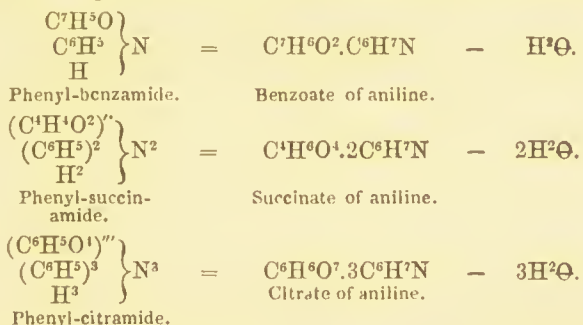 C⁷H⁵O
C⁶H⁵ } N = C⁷H⁶O².C⁶H⁷N — H²Θ.
H
Phenyl-benzamide. Benzoate of aniline.
(C⁴H⁴O²)″
(C⁶H⁵)² } N² = C⁴H⁶O⁴.2C⁶H⁷N — 2H²Θ.
H²
Phenyl-succin- Succinate of aniline.
amide.
(C⁶H⁵O⁴)‴
(C⁶H⁵)³ } N³ = C⁶H⁸O⁷.3C⁶H⁷N — 3H²Θ.
H³ Citrate of aniline.
Phenyl-citramide.